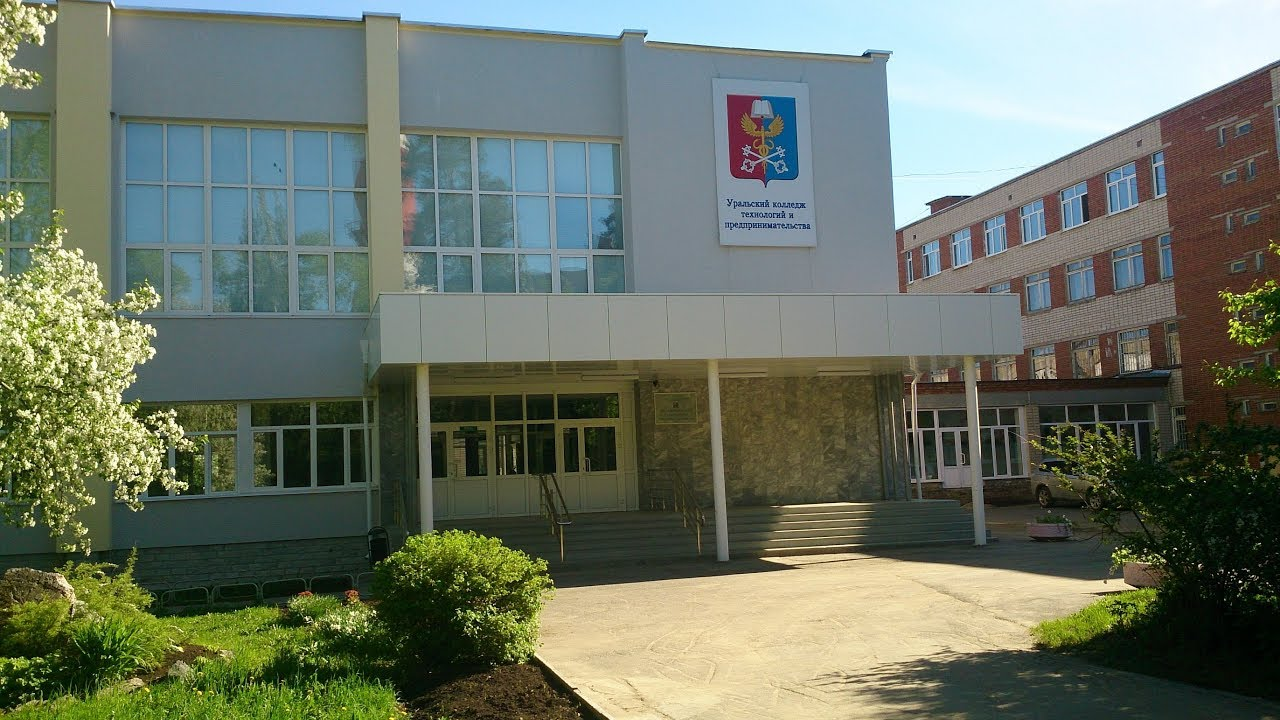 Уральский колледж
технологий и
предпринимательства